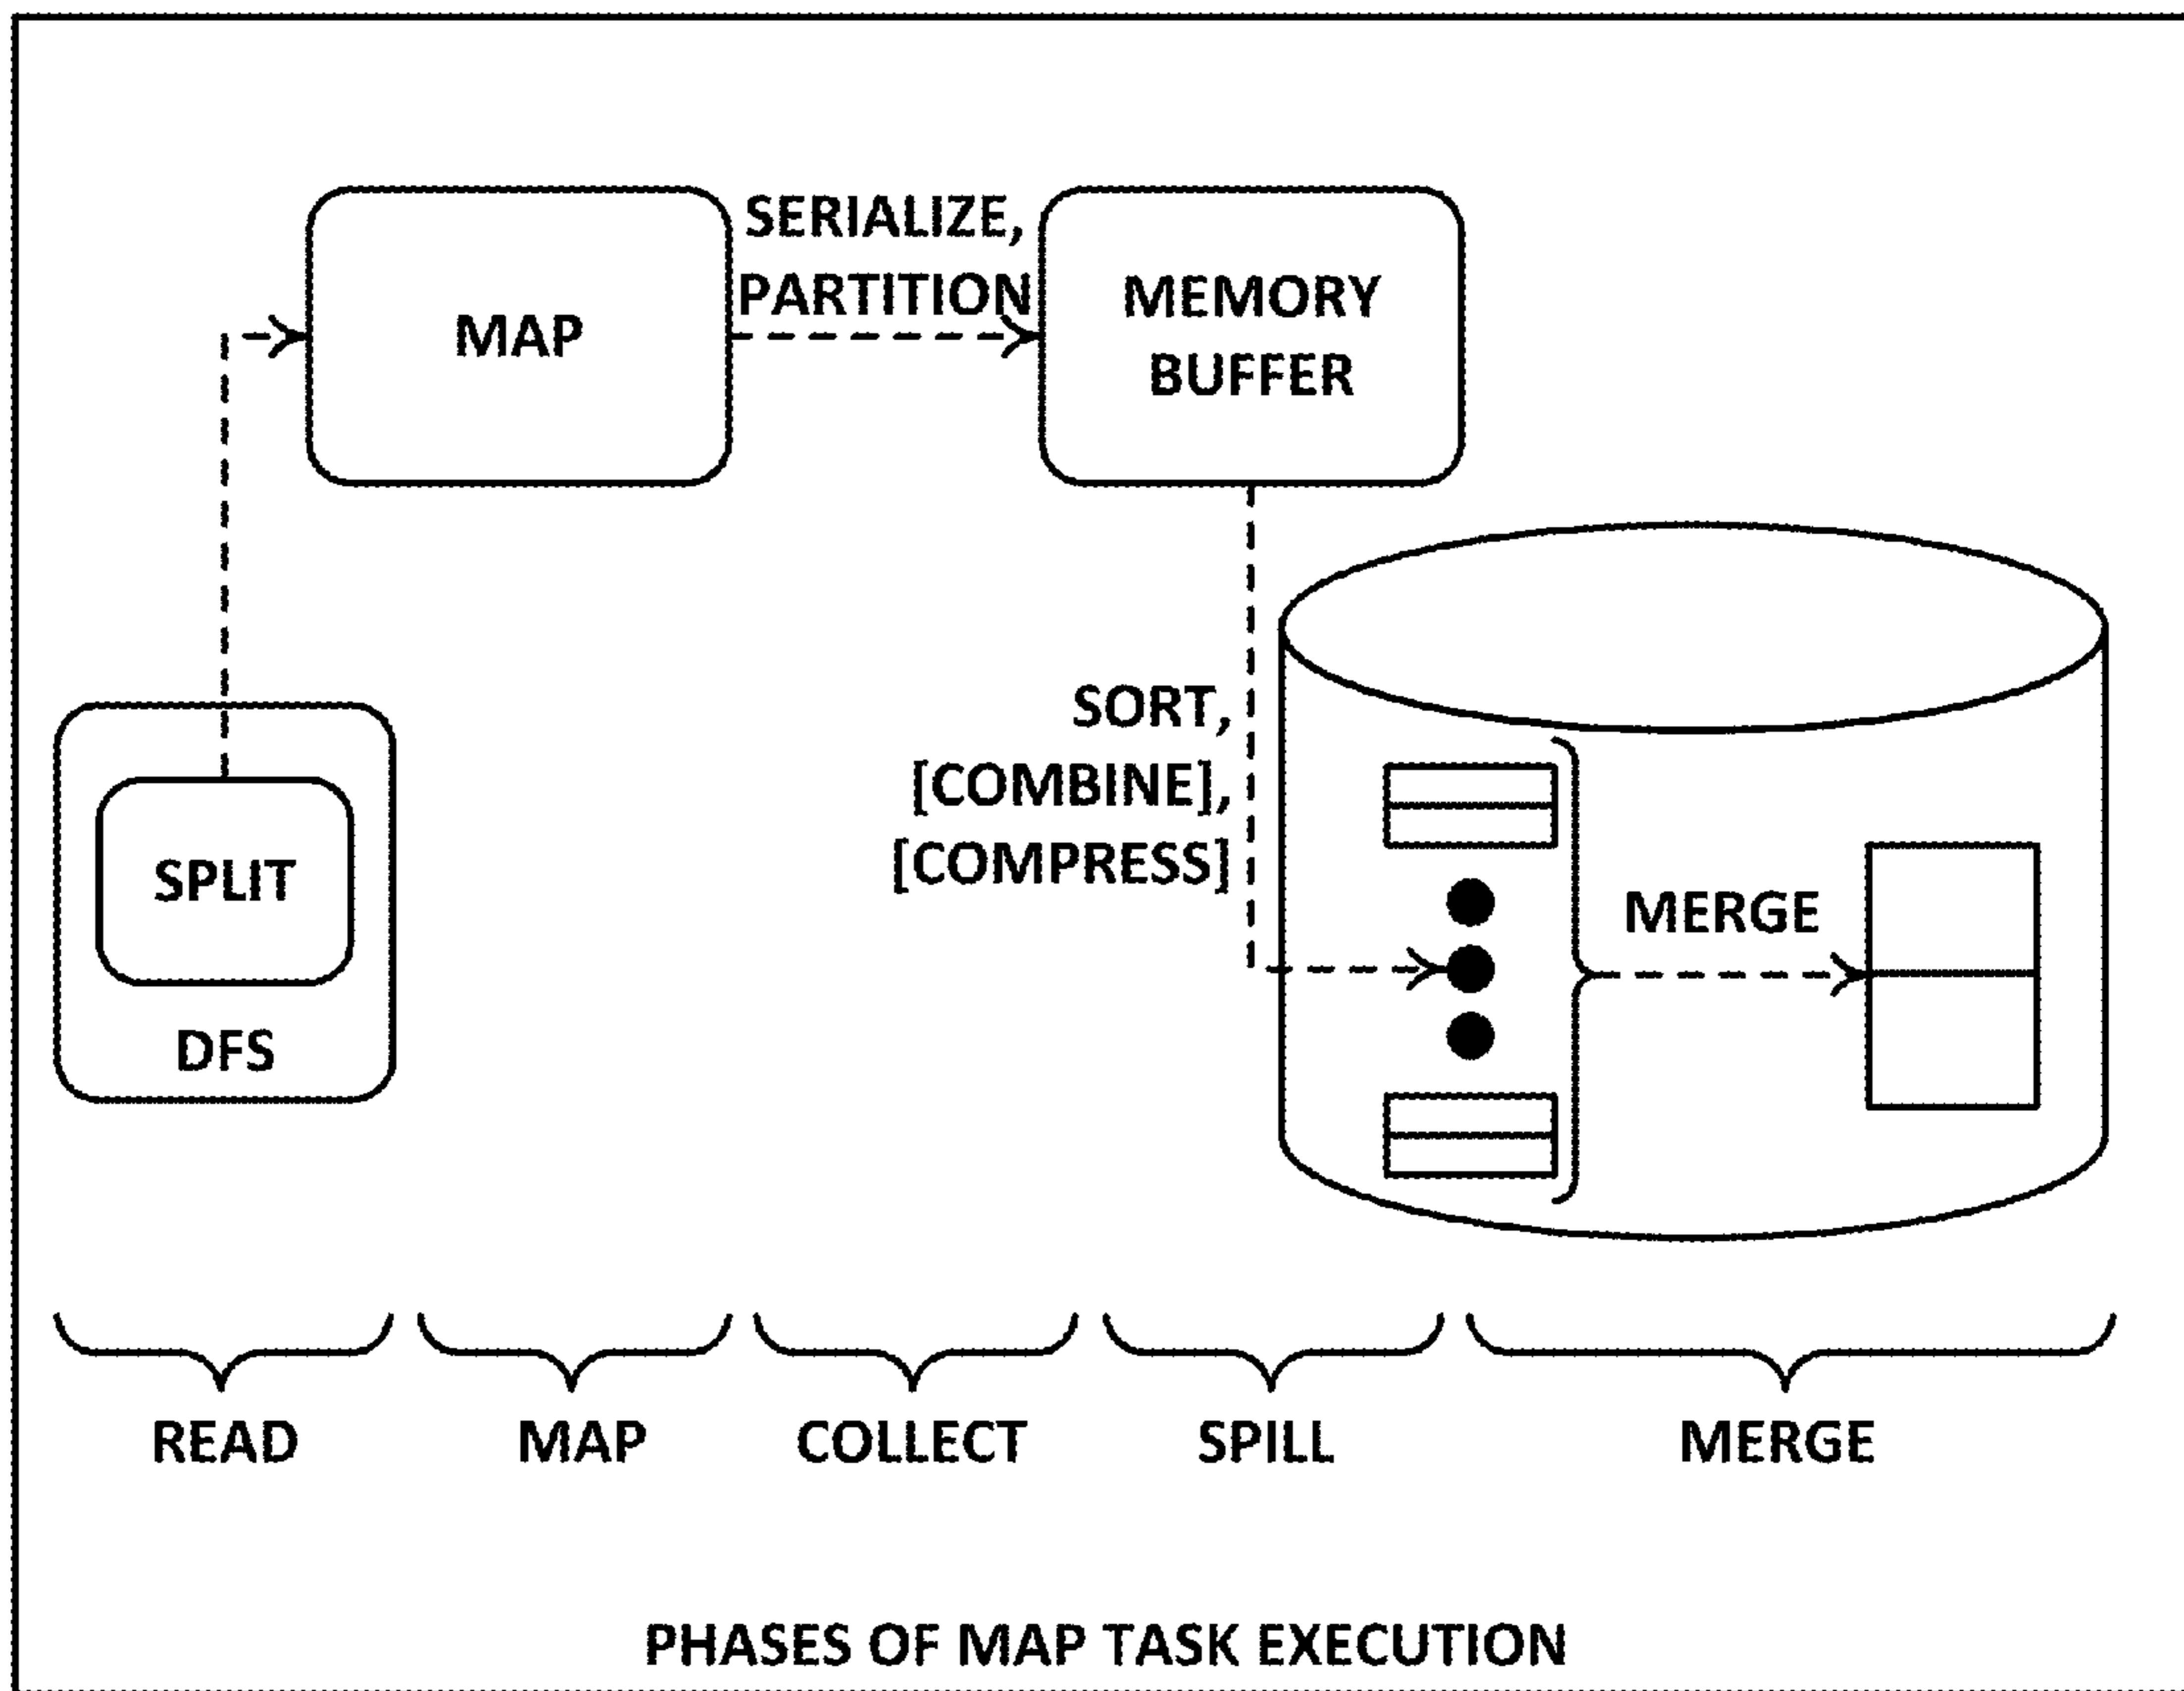 MAP
SERIALIZE,
PARTITION
MEMORY
BUFFER
SPLIT
DFS
SORT,
[COMBINE],
[COMPRESS]
MERGE
READ
MAP
COLLECT
SPILL
MERGE
PHASES OF MAP TASK EXECUTION